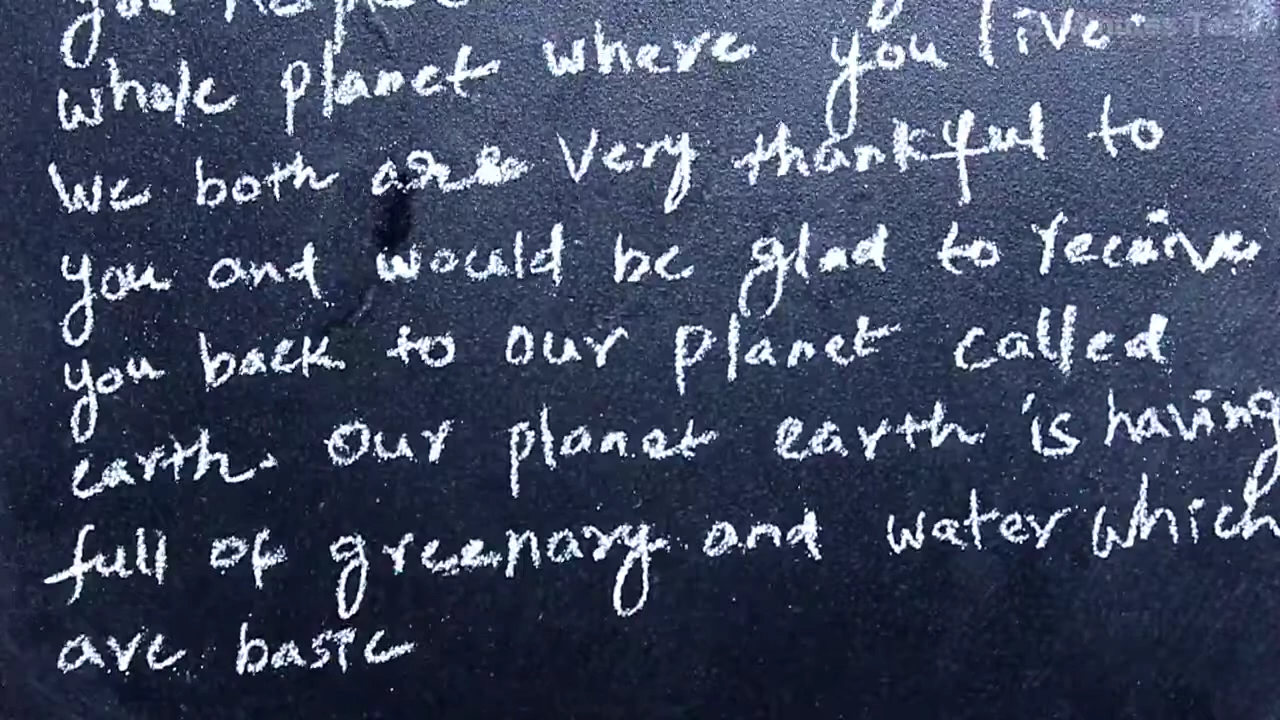 you
whole planet where you live
We both are very thankful to
you and would be glad to receive
you back to our planet called
earth. Our planet earth is having
full of greenary and water which
are basic